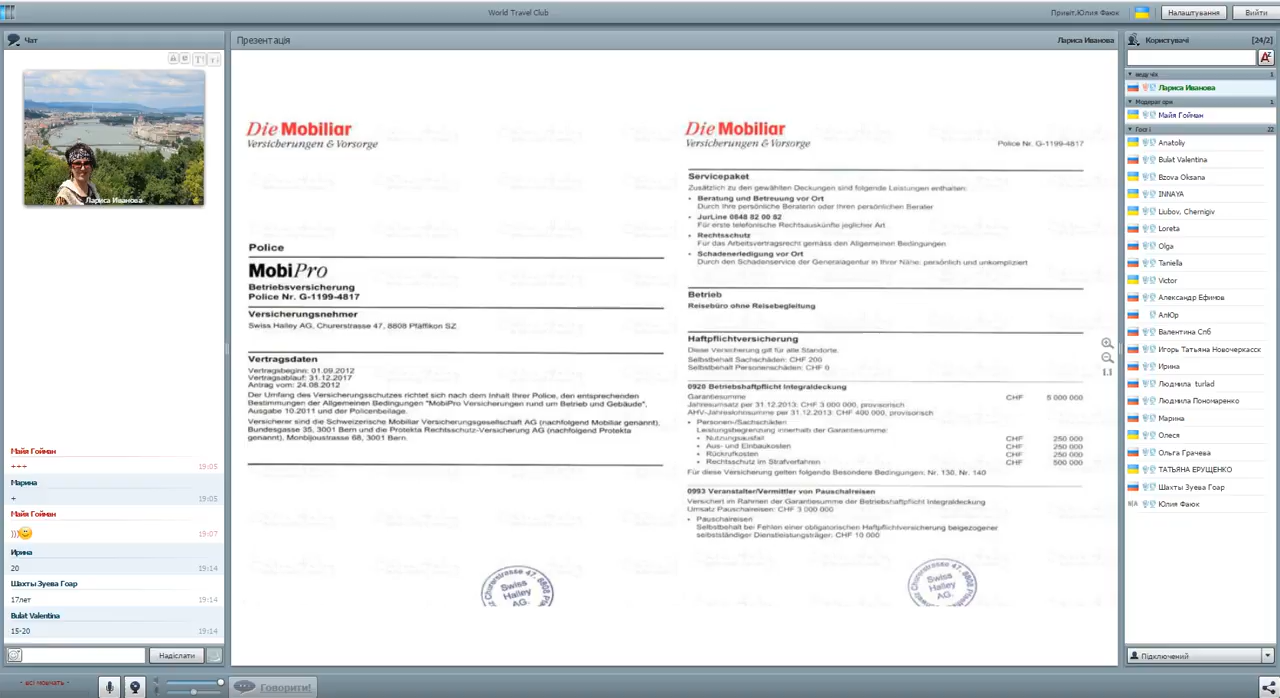 World Travel Club
Привіт,Юлия Фаюк
Налаштування
Вийти
Чат
Лариса Иванова
Майя Гойман
+++ 19:05
Марина
+ 19:05
Майя Гойман
))) 19:07
Ирина
20 19:14
Шахты Зуева Гоар
17лет 19:14
Bulat Valentina
15-20 19:14
Надіслати
Презентація
Лариса Иванова
Die Mobiliar
Versicherungen & Vorsorge
Police
MobiPro
Betriebsversicherung
Police Nr. G-1199-4817
Versicherungsnehmer
Swiss Halley AG, Churerstrasse 47, 8808 Pfäffikon SZ
Vertragsdaten
Vertragsbeginn: 01.09.2012
Vertragsablauf: 31.12.2017
Antrag vom: 24.08.2012
Der Umfang des Versicherungsschutzes richtet sich nach dem Inhalt Ihrer Police, den entsprechenden
Bestimmungen der Allgemeinen Bedingungen "MobiPro Versicherungen rund um Betrieb und Gebäude",
Ausgabe 10.2011 und der Policenbeilage.
Versicherer sind die Schweizerische Mobiliar Versicherungsgesellschaft AG (nachfolgend Mobiliar genannt),
Bundesgasse 35, 3001 Bern und die Protekta Rechtsschutz-Versicherung AG (nachfolgend Protekta
genannt), Monbijoustrasse 68, 3001 Bern.
Churerstrasse 47, 8808
Swiss
Halley
AG.
Die Mobiliar
Versicherungen & Vorsorge
Police Nr. G-1199-4817
Servicepaket
Zusätzlich zu den gewählten Deckungen sind folgende Leistungen enthalten:
• Beratung und Betreuung vor Ort
Durch Ihre persönliche Beraterin oder Ihren persönlichen Berater
• JurLine 0848 82 00 82
Für erste telefonische Rechtsauskünfte jeglicher Art
• Rechtsschutz
Für das Arbeitsvertragsrecht gemäss den Allgemeinen Bedingungen
• Schadenerledigung vor Ort
Durch den Schadenservice der Generalagentur in Ihrer Nähe: persönlich und unkompliziert
Betrieb
Reisebüro ohne Reisebegleitung
Haftpflichtversicherung
Diese Versicherung gilt für alle Standorte.
Selbstbehalt Sachschäden: CHF 200
Selbstbehalt Personenschäden: CHF 0
0920 Betriebshaftpflicht Integraldeckung
Garantiesumme CHF 5 000 000
Jahresumsatz per 31.12.2013: CHF 3 000 000, provisorisch
AHV-Jahreslohnsumme per 31.12.2013: CHF 400 000, provisorisch
• Personen-/Sachschäden
Leistungsbegrenzung innerhalb der Garantiesumme:
• Nutzungsausfall CHF 250 000
• Aus- und Einbaukosten CHF 250 000
• Rückrufkosten CHF 250 000
• Rechtsschutz im Strafverfahren CHF 500 000
Für diese Versicherung gelten folgende Besondere Bedingungen: Nr. 130, Nr. 140
0993 Veranstalter/Vermittler von Pauschalreisen
Versichert im Rahmen der Garantiesumme der Betriebshaftpflicht Integraldeckung
Umsatz Pauschalreisen: CHF 3 000 000
• Pauschalreisen
Selbstbehalt bei Fehlen einer obligatorischen Haftpflichtversicherung beigezogener
selbstständiger Dienstleistungsträger: CHF 10 000
Swiss
Halley
AG.
1:1
Користувачі [24/2]
ведучіх 1
Лариса Иванова
Модератори 1
Майя Гойман
Гості 22
Anatoliy
Bulat Valentina
Bzova Oksana
INNAYA
Liubov, Chernigiv
Loreta
Olga
Taniella
Victor
Александр Ефимов
АлЮр
Валентина Спб
Игорь Татьяна Новочеркасск
Ирина
Людмила turlad
Людмила Пономаренко
Марина
Олеся
Ольга Грачева
ТАТЬЯНА ЕРУЩЕНКО
Шахты Зуева Гоар
N/A Юлия Фаюк
Підключений
- всі мовчать -
Говорити!